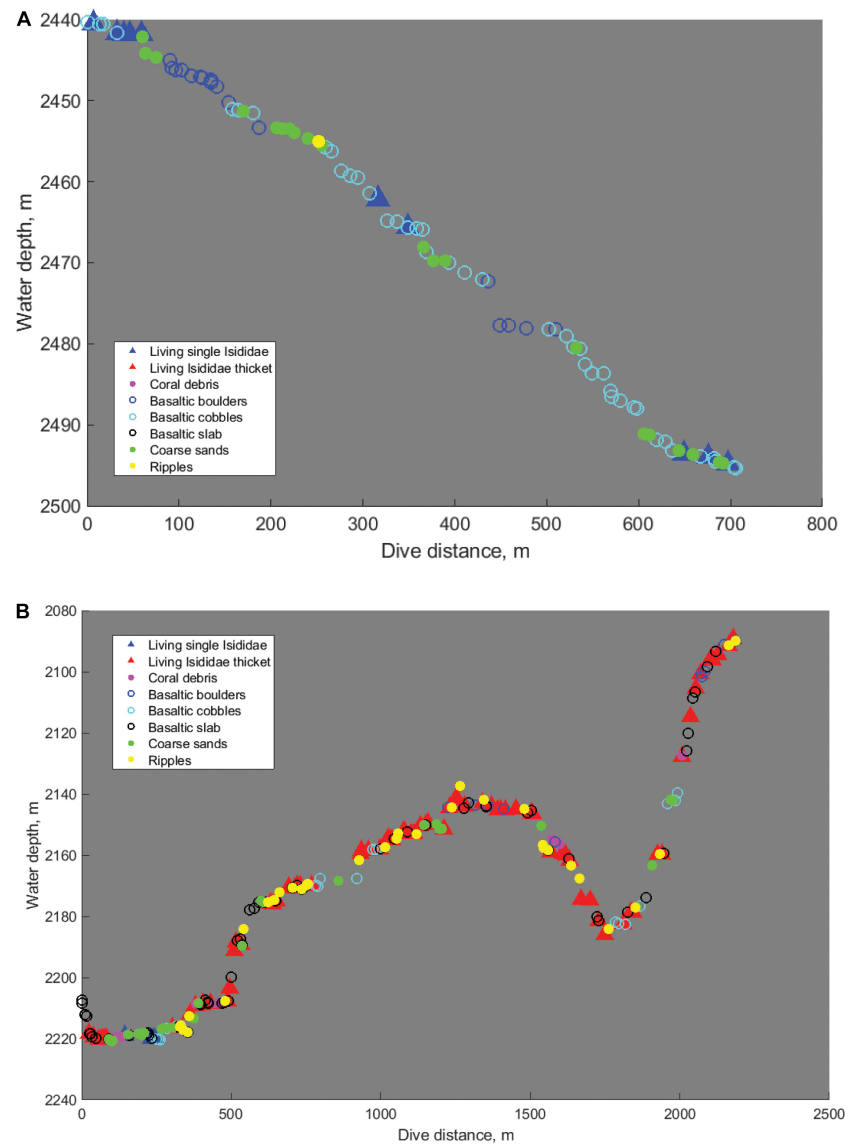 A
Water depth, m
2440
2450
2460
2470
2480
2490
2500
Living single Isididae
Living Isididae thicket
Coral debris
Basaltic boulders
Basaltic cobbles
Basaltic slab
Coarse sands
Ripples
0 100 200 300 400 500 600 700 800
Dive distance, m
B
Water depth, m
2080
2100
2120
2140
2160
2180
2200
2220
2240
Living single Isididae
Living Isididae thicket
Coral debris
Basaltic boulders
Basaltic cobbles
Basaltic slab
Coarse sands
Ripples
0 500 1000 1500 2000 2500
Dive distance, m